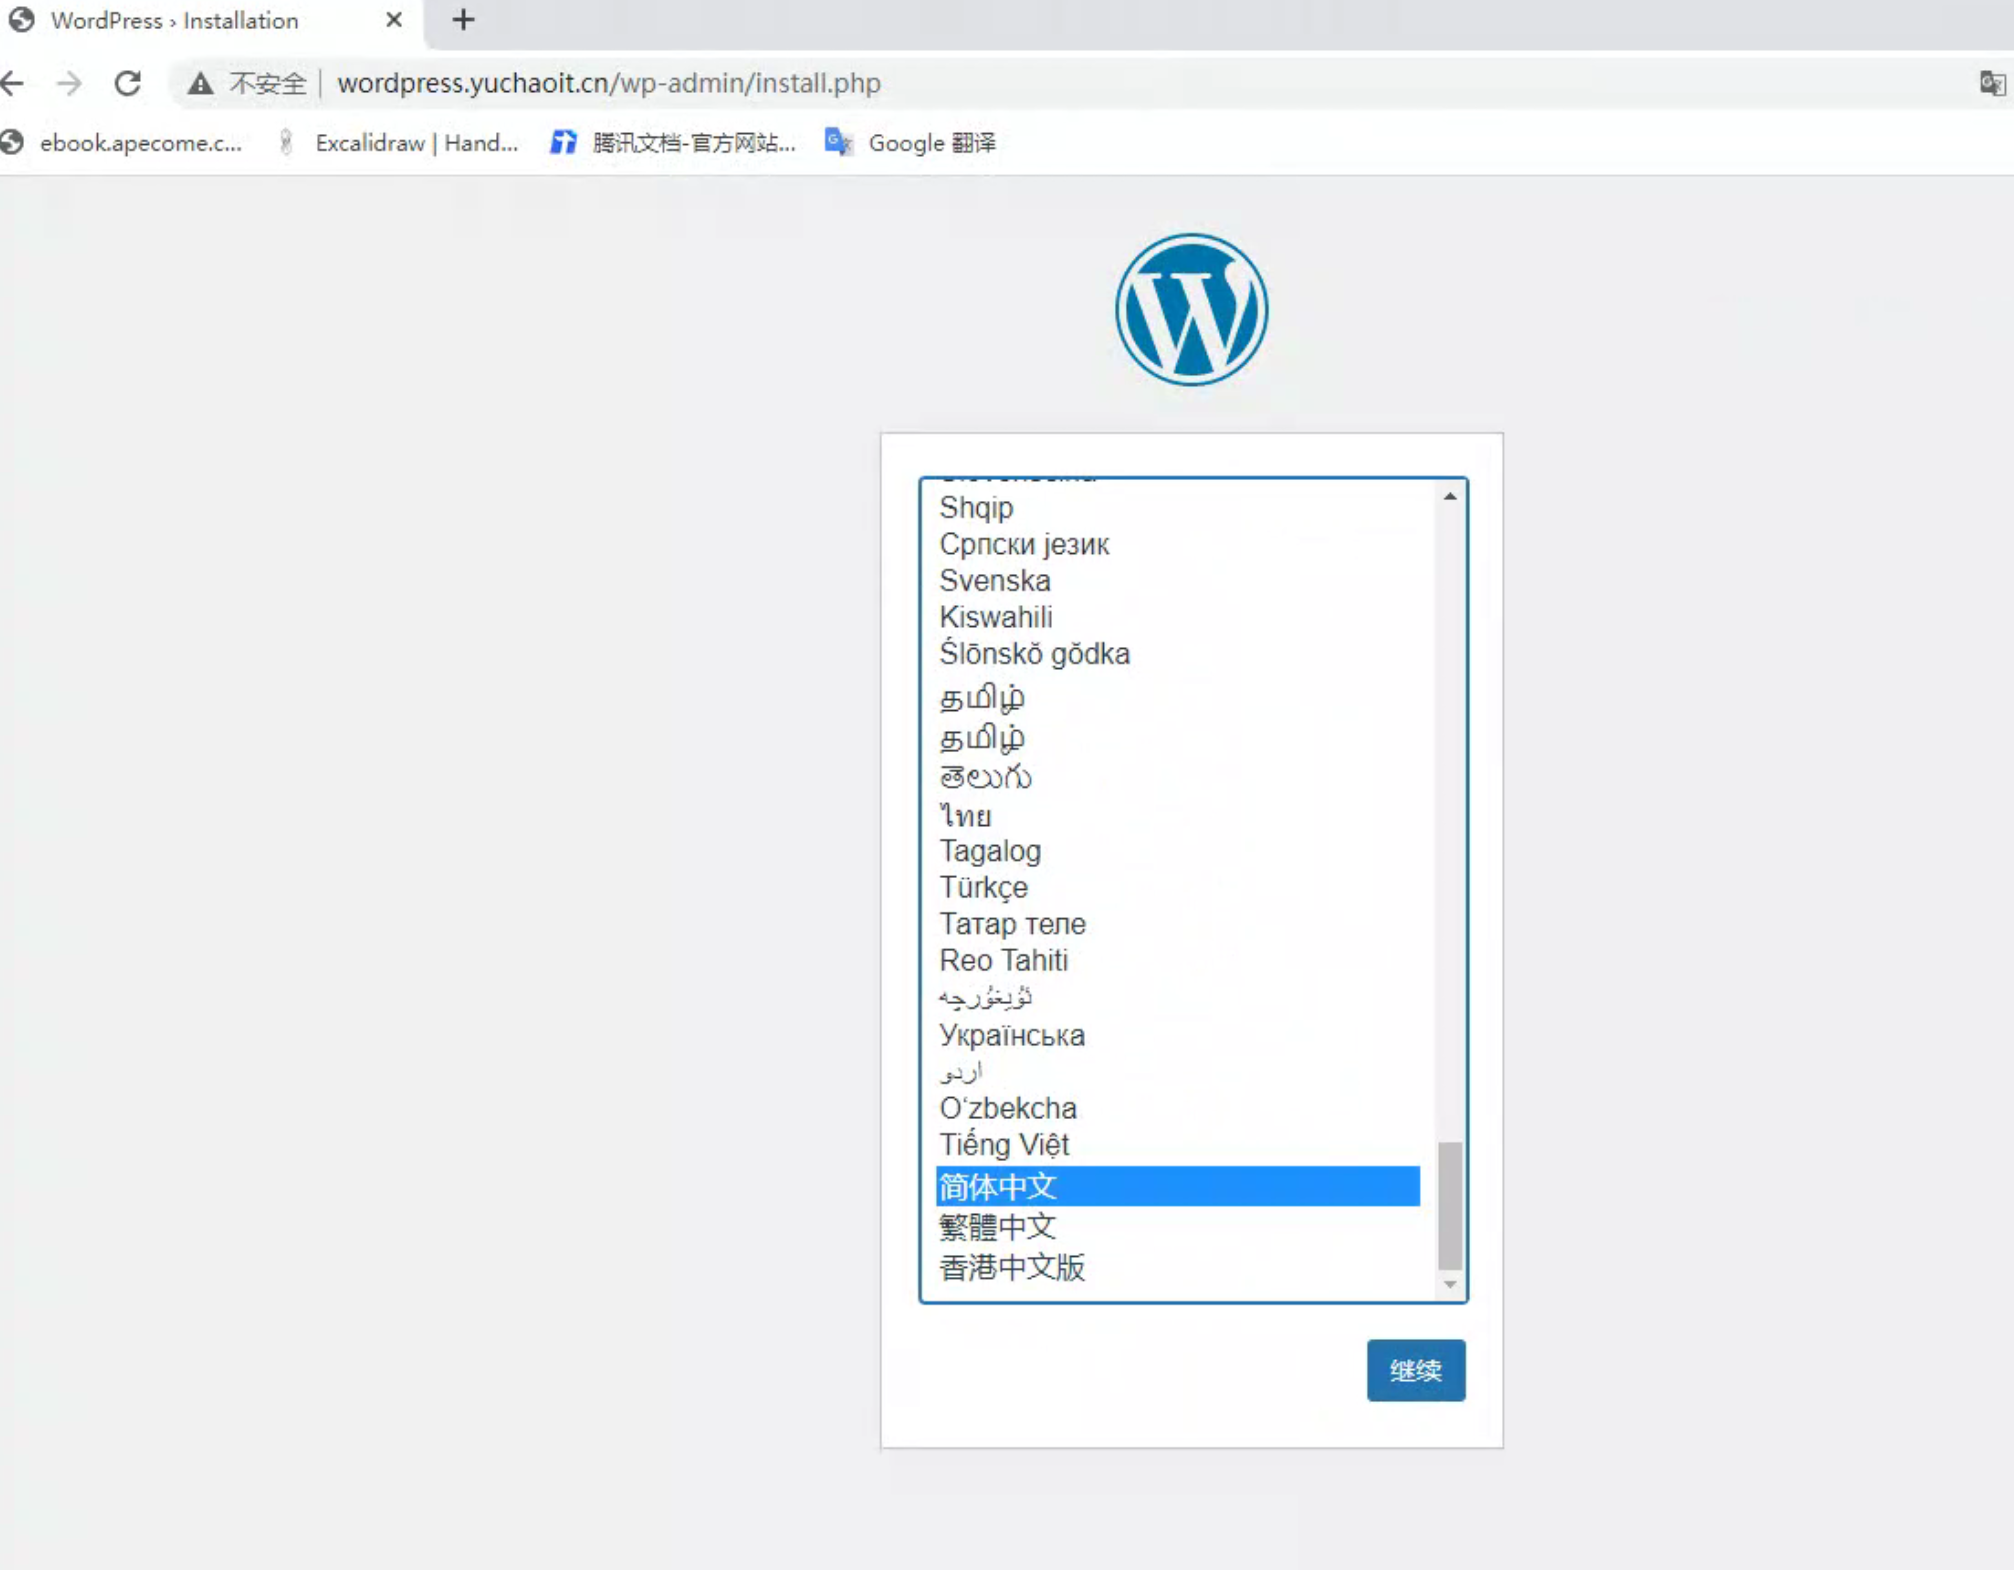 WordPress › Installation
不安全 wordpress.yuchaoit.cn/wp-admin/install.php
ebook.apecome.c... Excalidraw | Hand... 腾讯文档-官方网站... Google 翻译
Shqip
Српски језик
Svenska
Kiswahili
Ślōnskŏ gŏdka
தமிழ்
தமிழ்
తెలుగు
ไทย
Tagalog
Türkçe
Татар теле
Reo Tahiti
ئۇيغۇرچە
Українська
اردو
O‘zbekcha
Tiếng Việt
简体中文
繁體中文
香港中文版
继续